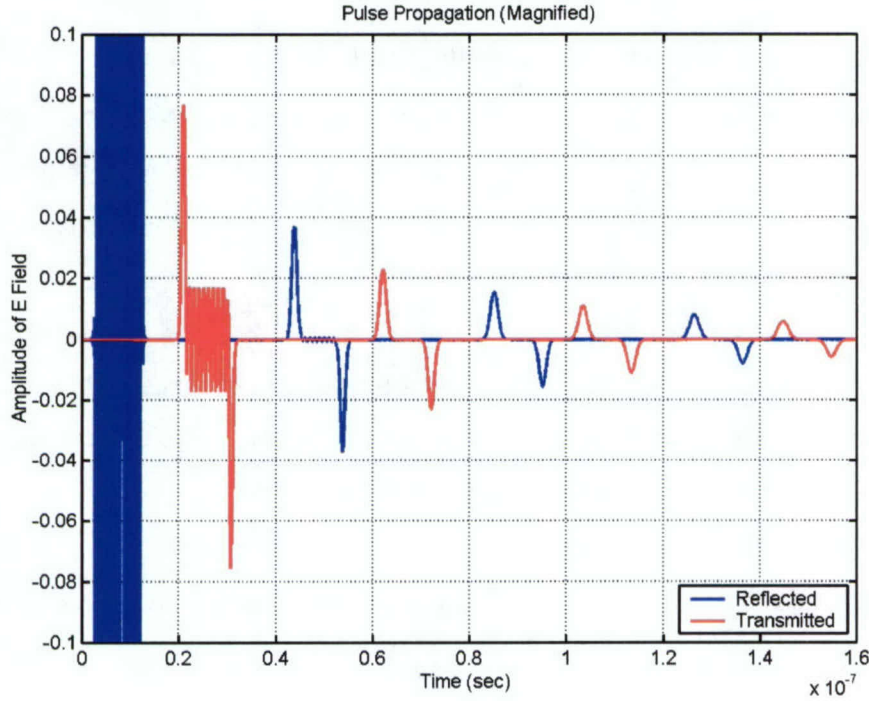 Pulse Propagation (Magnified)
0.1
0.08
0.06
0.04
0.02
0
-0.02
-0.04
-0.06
-0.08
-0.1
Amplitude of E Field
0 0.2 0.4 0.6 0.8 1 1.2 1.4 1.6
Time (sec)
x 10-7
Reflected
Transmitted